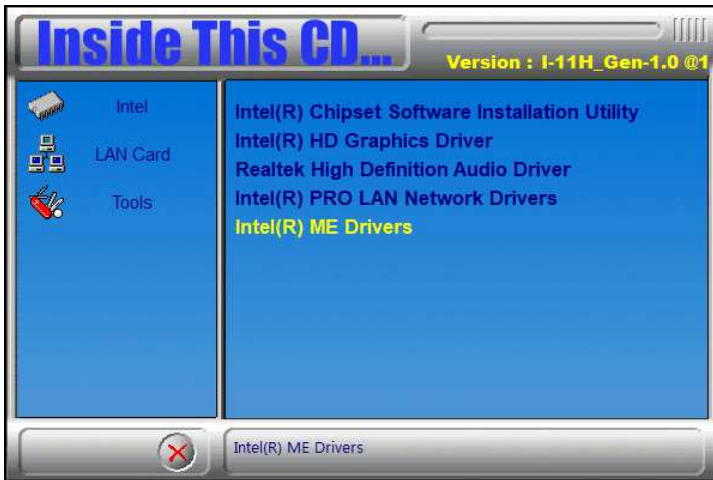 Inside This CD...
Version : I-11H_Gen-1.0 @1
Intel
LAN Card
Tools
Intel(R) Chipset Software Installation Utility
Intel(R) HD Graphics Driver
Realtek High Definition Audio Driver
Intel(R) PRO LAN Network Drivers
Intel(R) ME Drivers
Intel(R) ME Drivers